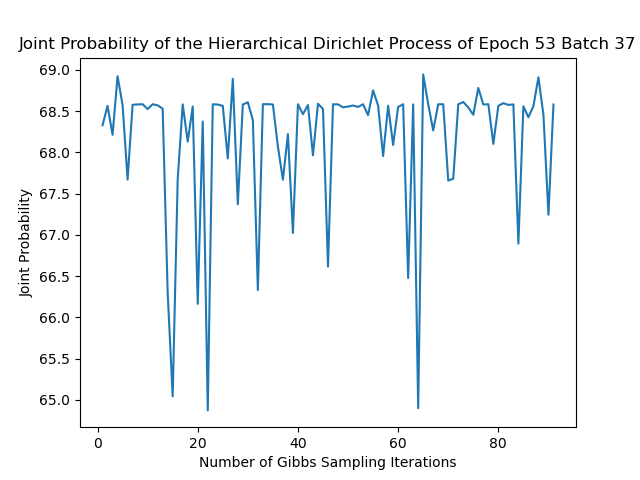 Joint Probability of the Hierarchical Dirichlet Process of Epoch 53 Batch 37
69.0
68.5
68.0
67.5
67.0
66.5
66.0
65.5
65.0
Joint Probability
0 20 40 60 80
Number of Gibbs Sampling Iterations